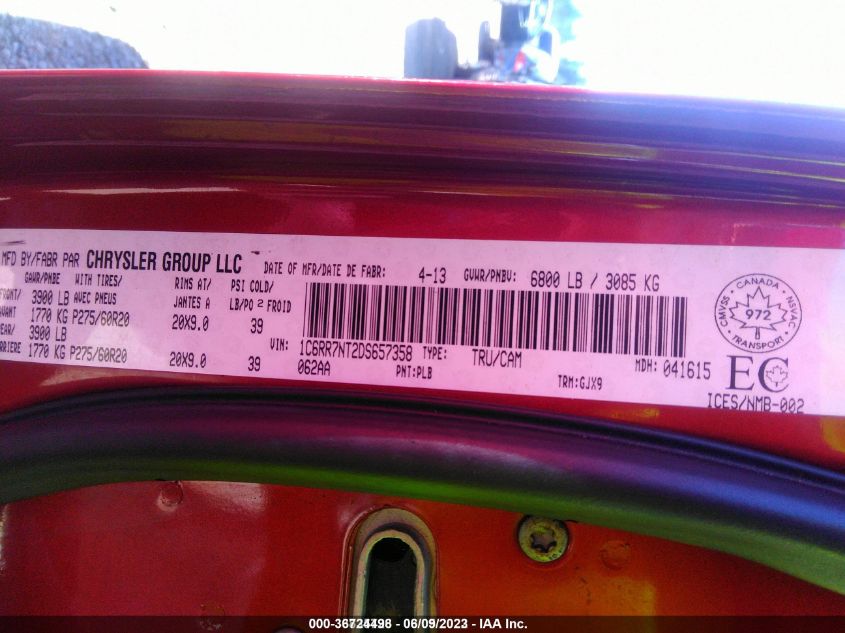 MFD BY/FABR PAR CHRYSLER GROUP LLC DATE OF MFR/DATE DE FABR: 4-13 GVWR/PNBV: 6800 LB / 3085 KG
GAWR/PNBE WITH TIRES/ RIMS AT/ PSI COLD/
FRONT/ 3900 LB AVEC PNEUS JANTES A LB/PO 2 FROID
AVANT 1770 KG P275/60R20 20X9.0 39
REAR/ 3900 LB VIN: 1C6RR7NT2DS657358 TYPE: TRU/CAM MDH: 041615
ARRIERE 1770 KG P275/60R20 20X9.0 39 062AA PNT:PLB TRM:GJX9
CANADA
CMVSS NSVAC
972
TRANSPORT
EC
ICES/NMB-002
000-36724498 - 06/09/2023 - IAA Inc.